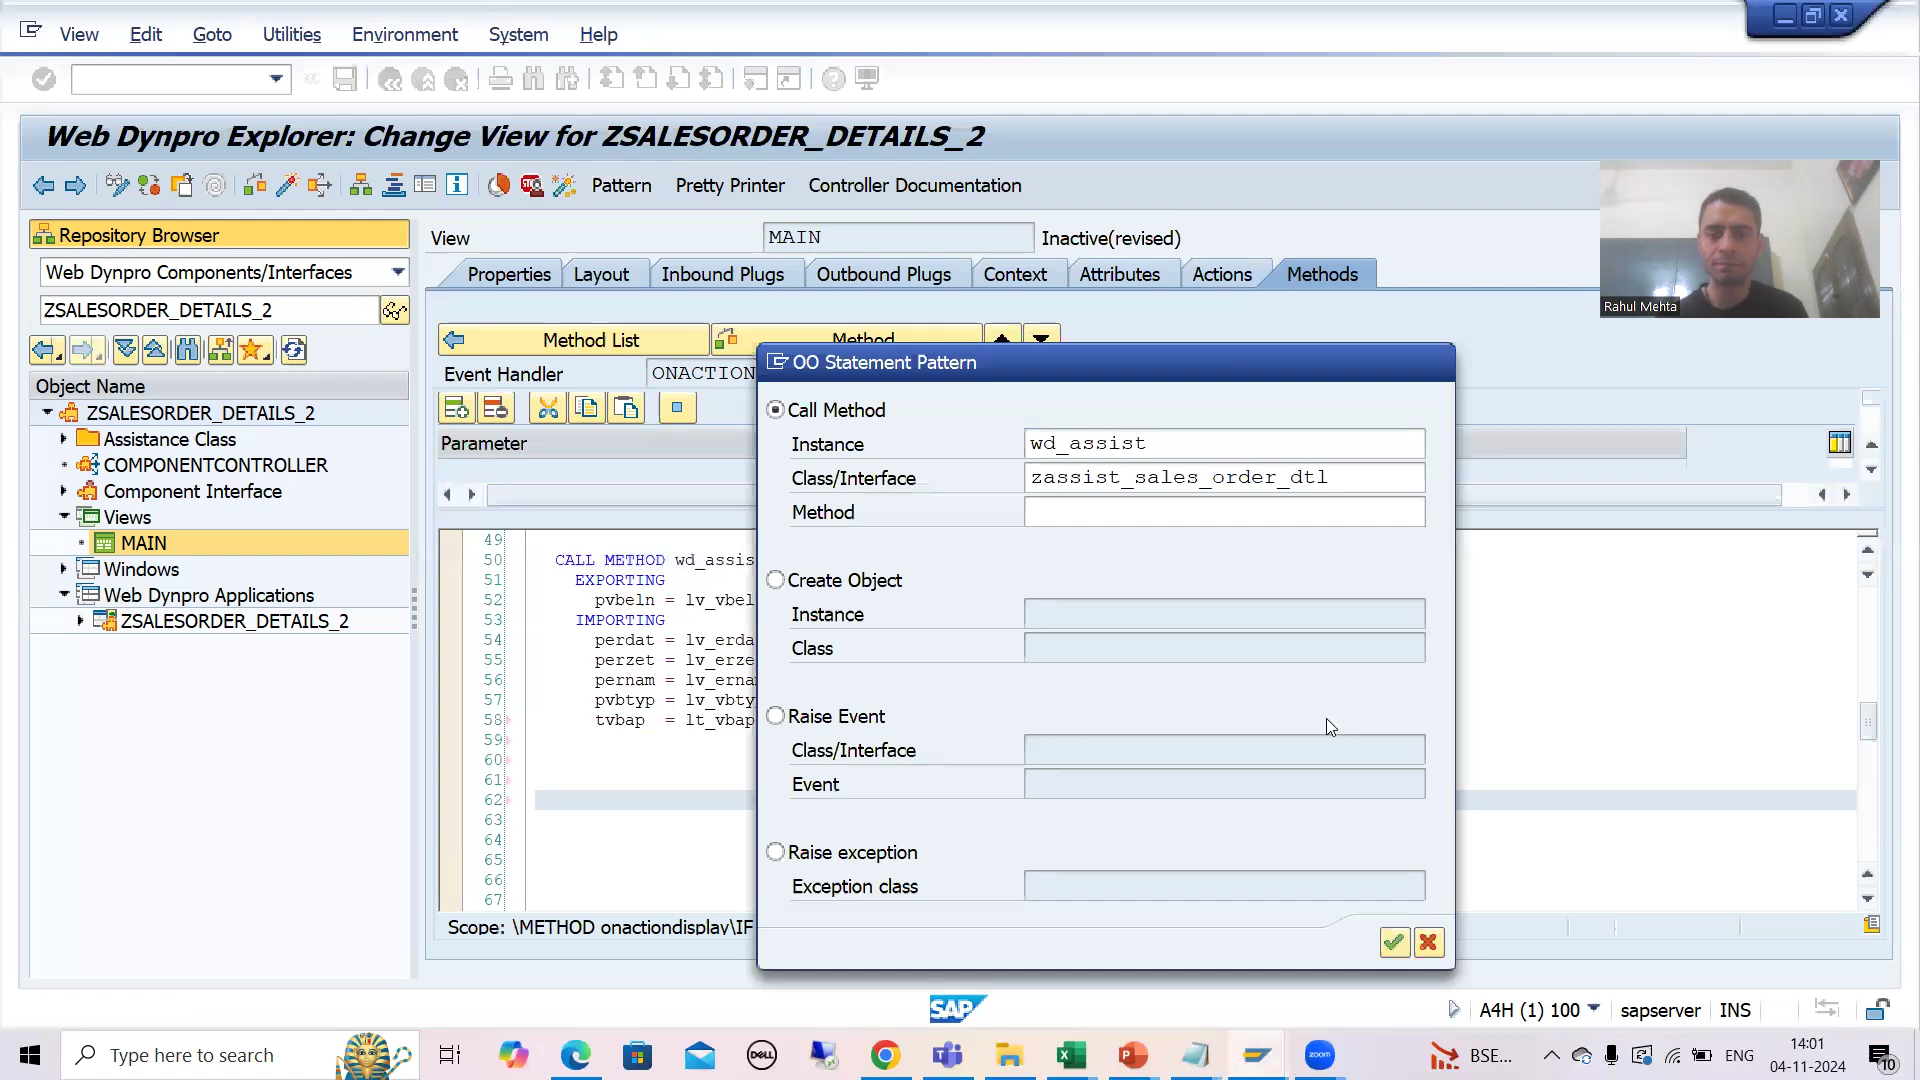 View Edit Goto Utilities Environment System Help
Web Dynpro Explorer: Change View for ZSALESORDER_DETAILS_2
Pattern Pretty Printer Controller Documentation
Repository Browser
Web Dynpro Components/Interfaces
ZSALESORDER_DETAILS_2
Object Name
ZSALESORDER_DETAILS_2
Assistance Class
COMPONENTCONTROLLER
Component Interface
Views
MAIN
Windows
Web Dynpro Applications
ZSALESORDER_DETAILS_2
View MAIN Inactive(revised)
Properties Layout Inbound Plugs Outbound Plugs Context Attributes Actions Methods
Method List Method
Event Handler ONACTION
Parameter
49
50 CALL METHOD wd_assis
51 EXPORTING
52 pvbeln = lv_vbel
53 IMPORTING
54 perdat = lv_erda
55 perzet = lv_erze
56 pernam = lv_erna
57 pvbtyp = lv_vbty
58 tvbap = lt_vbap
59
60
61
62
63
64
65
66
67
Scope: \METHOD onactiondisplay\IF
OO Statement Pattern
Call Method
Instance wd_assist
Class/Interface zassist_sales_order_dtl
Method
Create Object
Instance
Class
Raise Event
Class/Interface
Event
Raise exception
Exception class
Rahul Mehta
SAP
A4H (1) 100 sapserver INS
Type here to search
DELL
zoom
BSE...
ENG
14:01
04-11-2024
10